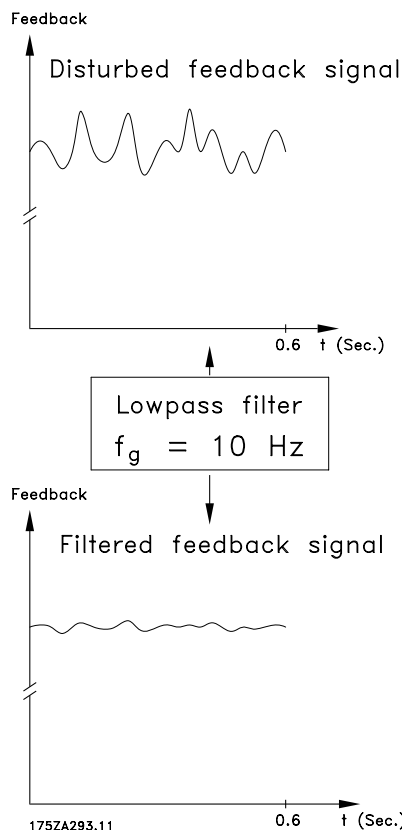 Feedback
Disturbed feedback signal
0.6 t (Sec.)
Lowpass filter
fg = 10 Hz
Feedback
Filtered feedback signal
0.6 t (Sec.)
175ZA293.11